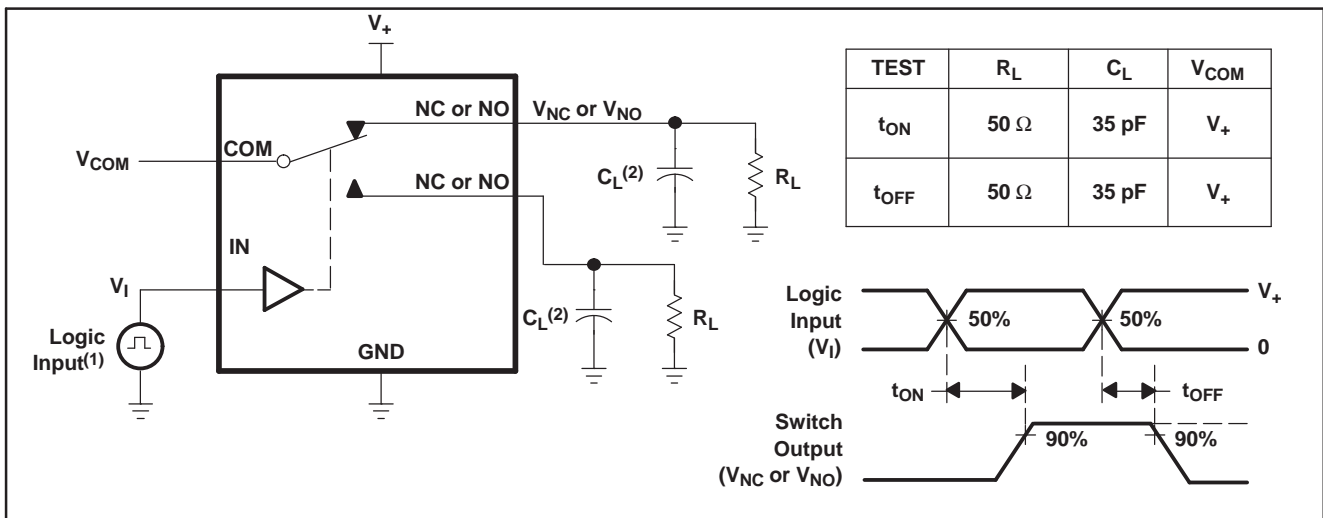 V+
NC or NO
VNC or VNO
VCOM
COM
CL(2)
RL
NC or NO
IN
VI
CL(2)
RL
Logic
Input(1)
GND
TEST RL CL VCOM
tON 50 Ω 35 pF V+
tOFF 50 Ω 35 pF V+
Logic
Input
(VI)
50%
50%
V+
0
tON
tOFF
Switch
Output
(VNC or VNO)
90%
90%